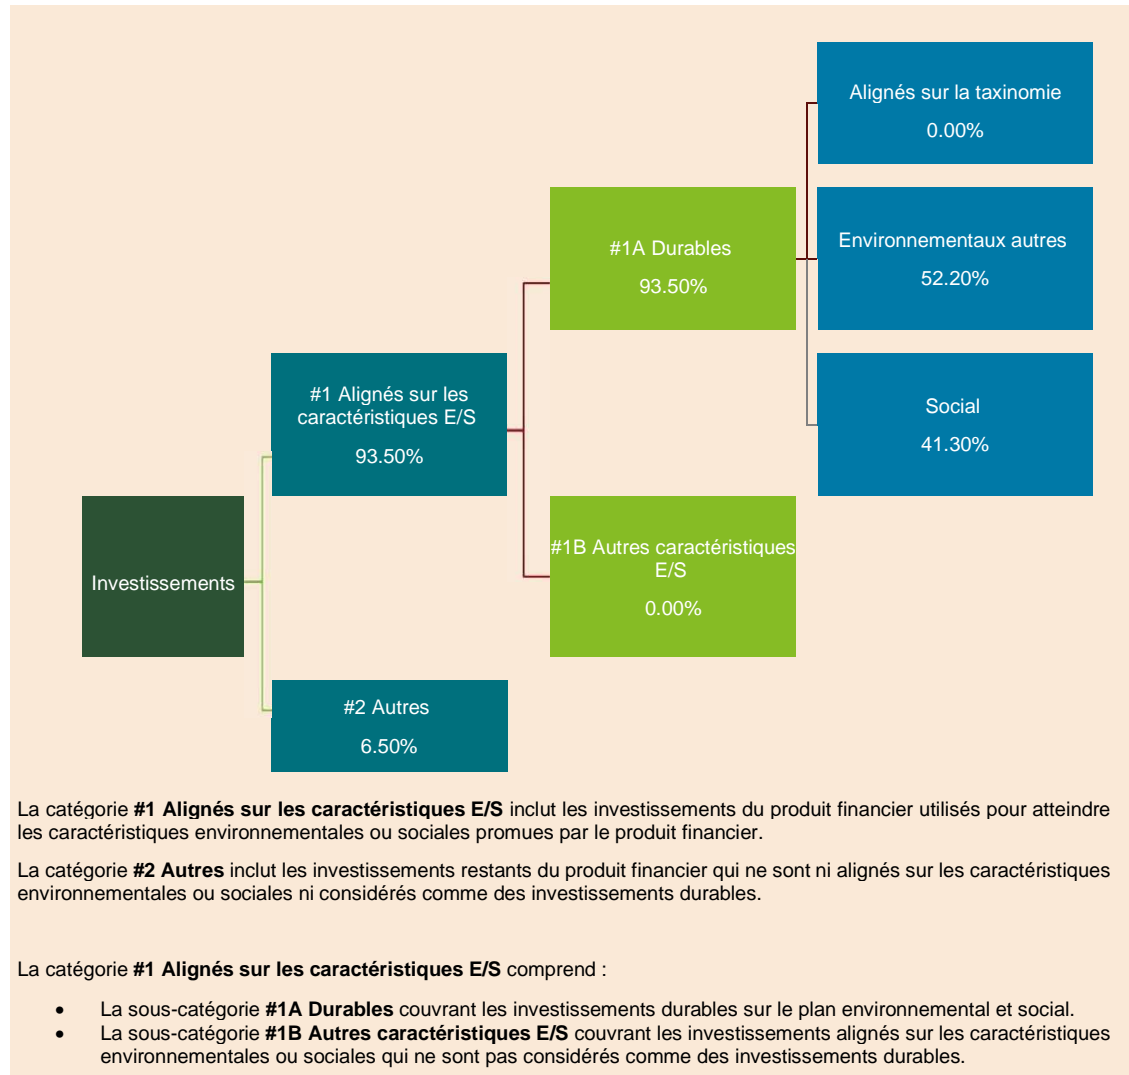 Alignés sur la taxinomie
0.00%
#1A Durables
93.50%
Environnementaux autres
52.20%
#1 Alignés sur les
caractéristiques E/S
93.50%
Social
41.30%
Investissements
#1B Autres caractéristiques
E/S
0.00%
#2 Autres
6.50%
La catégorie #1 Alignés sur les caractéristiques E/S inclut les investissements du produit financier utilisés pour atteindre
les caractéristiques environnementales ou sociales promues par le produit financier.
La catégorie #2 Autres inclut les investissements restants du produit financier qui ne sont ni alignés sur les caractéristiques
environnementales ou sociales ni considérés comme des investissements durables.
La catégorie #1 Alignés sur les caractéristiques E/S comprend :
• La sous-catégorie #1A Durables couvrant les investissements durables sur le plan environnemental et social.
• La sous-catégorie #1B Autres caractéristiques E/S couvrant les investissements alignés sur les caractéristiques
environnementales ou sociales qui ne sont pas considérés comme des investissements durables.